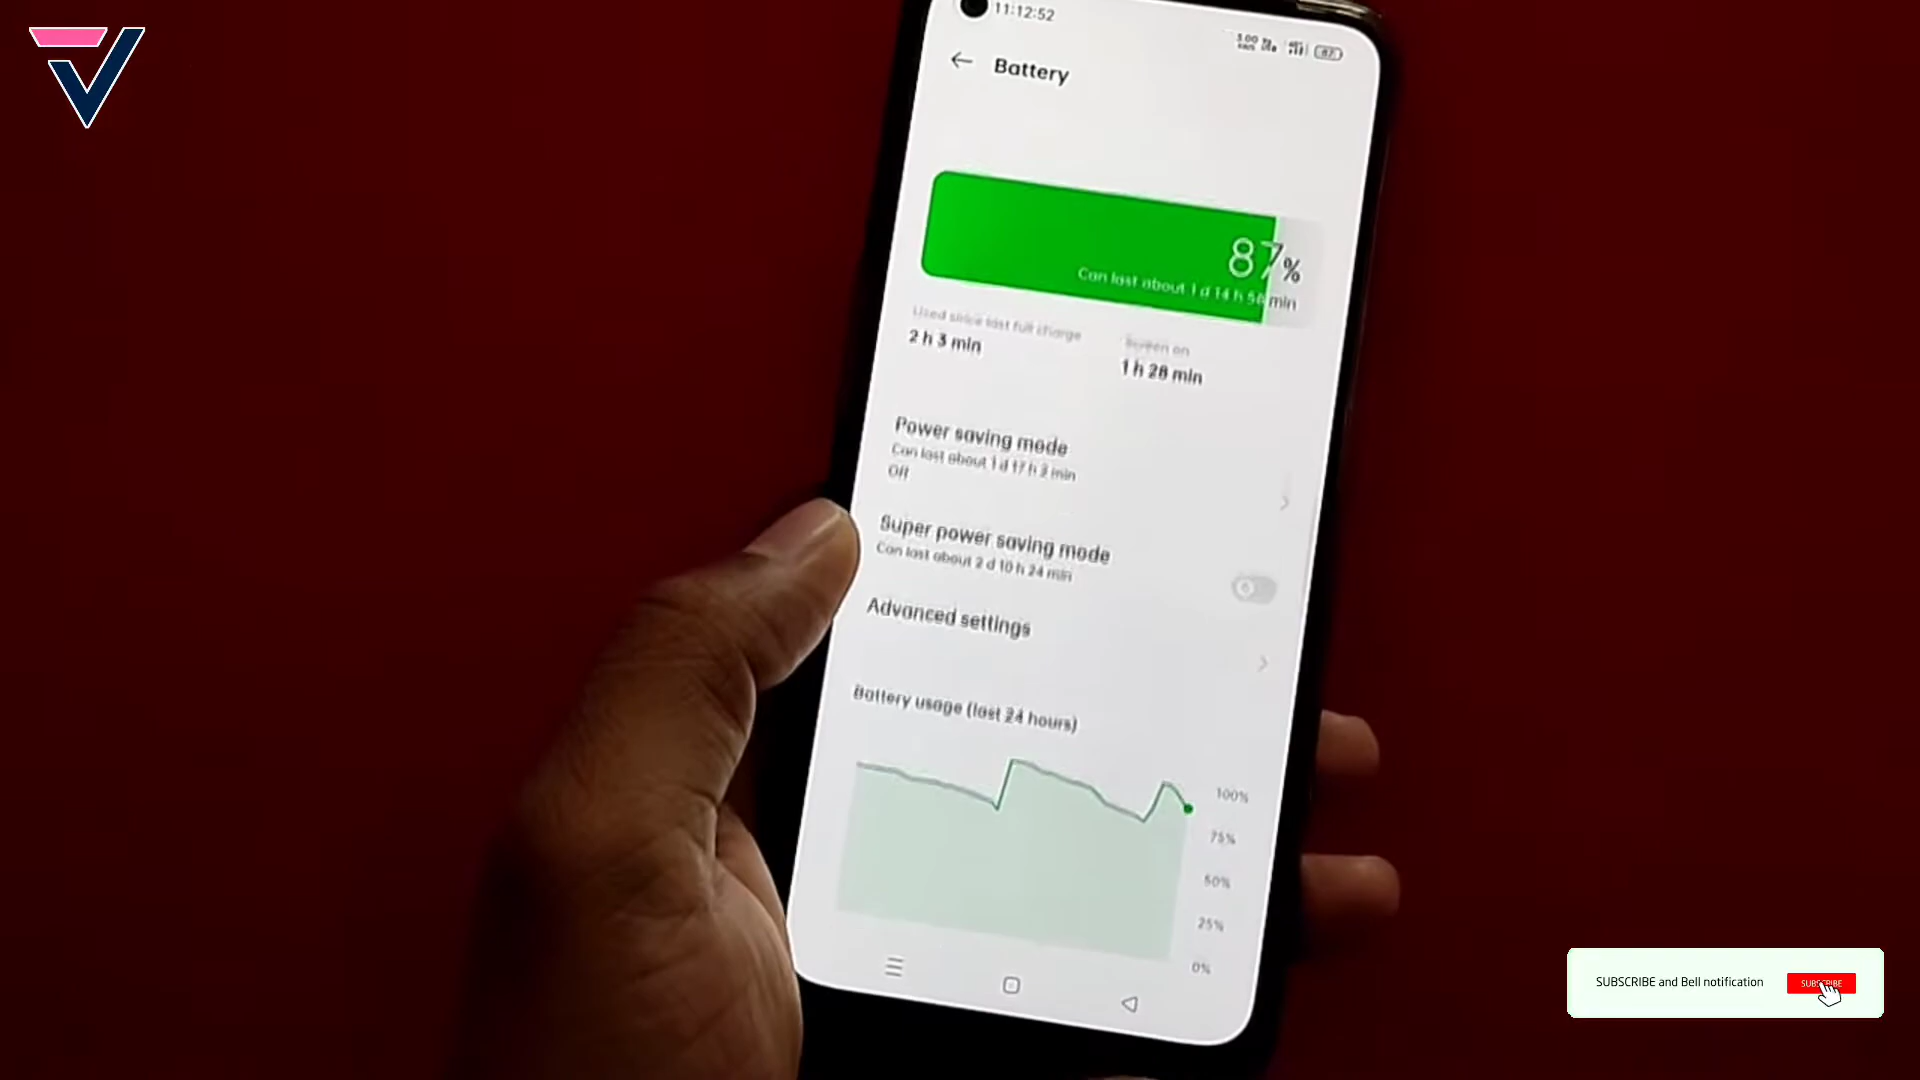 11:12:52
Battery
87%
Can last about 1 d 14 h 56 min
Used since last full charge
2 h 3 min
Screen on
1 h 28 min
Power saving mode
Can last about 1 d 17 h 3 min
Off
Super power saving mode
Can last about 2 d 10 h 24 min
Advanced settings
Battery usage (last 24 hours)
100%
75%
50%
25%
0%
SUBSCRIBE and Bell notification
SUBSCRIBE